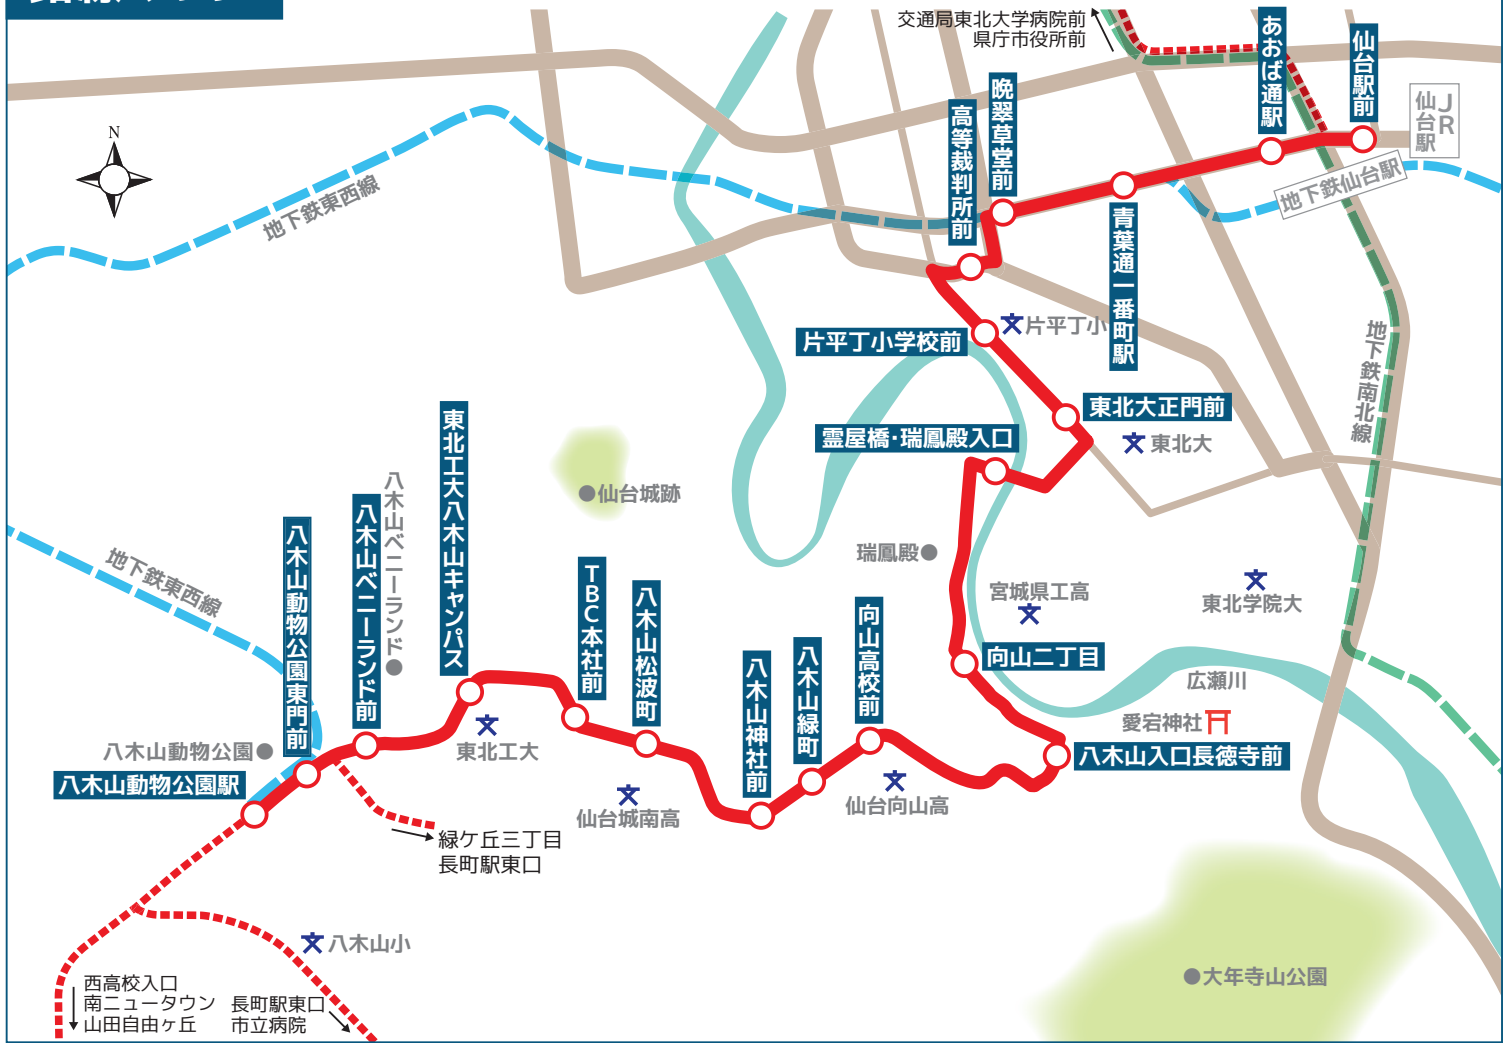 交通局東北大学病院前
県庁市役所前
あおば通駅
仙台駅前
JR
仙台駅
晩翠草堂前
高等裁判所前
地下鉄仙台駅
N
地下鉄東西線
青葉通一番町駅
片平丁小
片平丁小学校前
地下鉄南北線
東北大正門前
東北大
霊屋橋・瑞鳳殿入口
東北工大八木山キャンパス
八木山ベニーランド
仙台城跡
八木山ベニーランド前
八木山動物公園東門前
地下鉄東西線
瑞鳳殿
TBC本社前
八木山松波町
宮城県工高
東北学院大
向山高校前
八木山緑町
八木山神社前
向山二丁目
広瀬川
愛宕神社
八木山動物公園
東北工大
八木山入口長徳寺前
八木山動物公園駅
仙台城南高
仙台向山高
緑ケ丘三丁目
長町駅東口
八木山小
大年寺山公園
西高校入口
南ニュータウン
山田自由ヶ丘
長町駅東口
市立病院